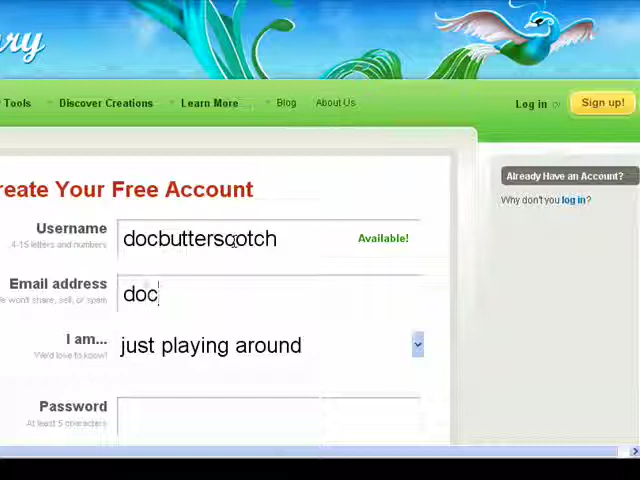 ry
Tools Discover Creations Learn More Blog About Us Log in or Sign up!
reate Your Free Account
Already Have an Account?
Why don't you log in?
Username
4-15 letters and numbers
docbutterscotch
Available!
Email address
e won't share, sell, or spam
doc
I am...
We'd love to know!
just playing around
Password
At least 5 characters